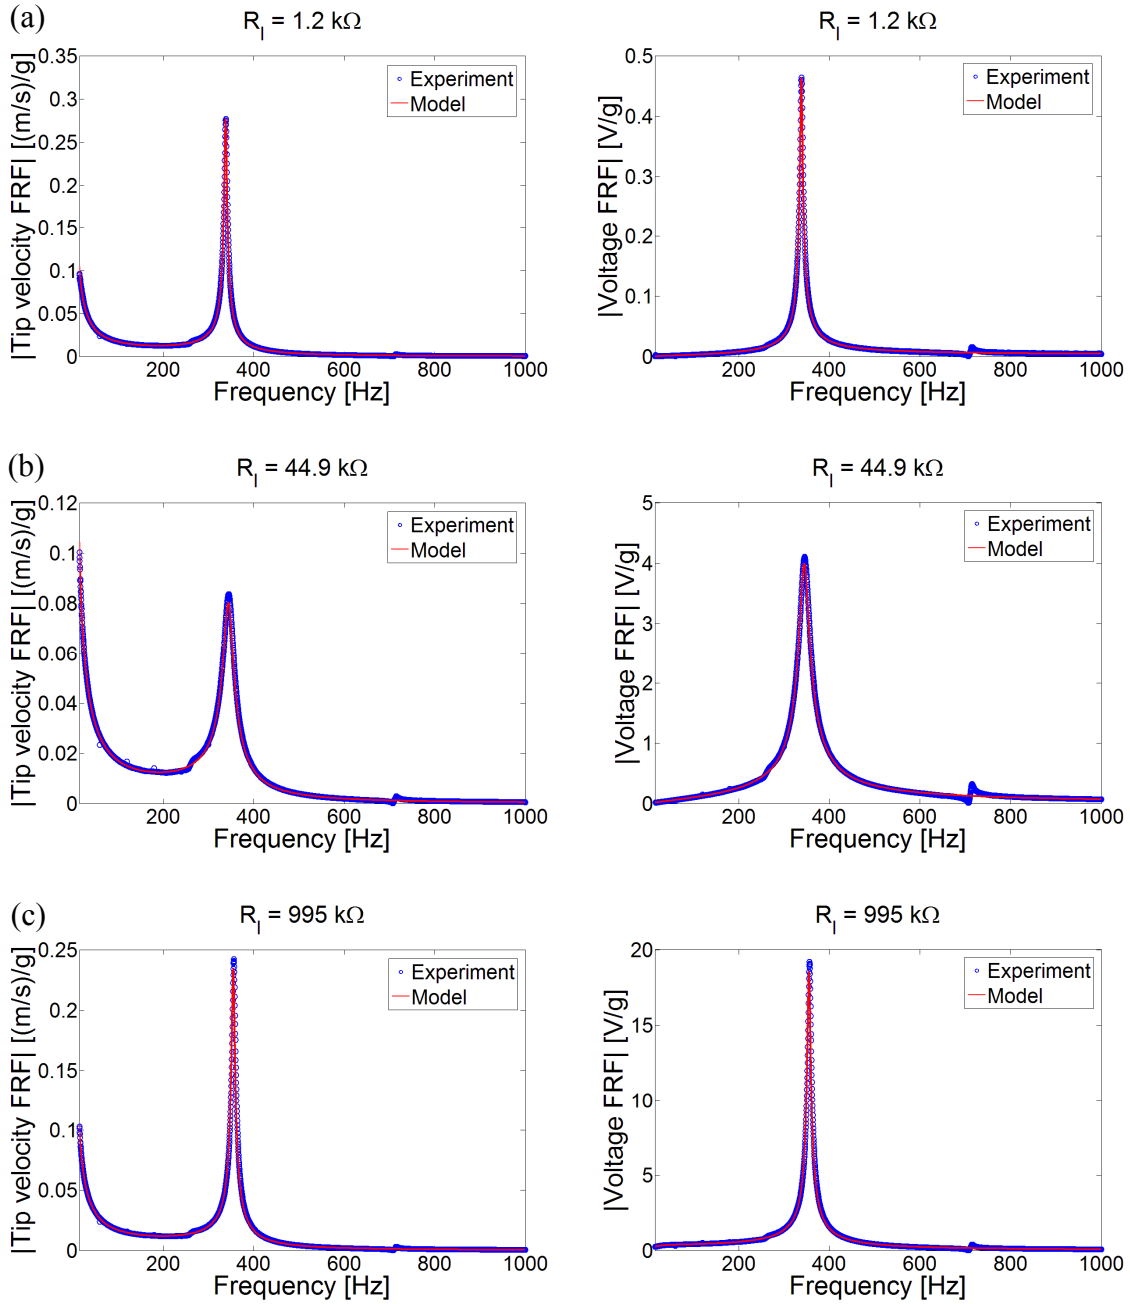 (a)
R_l = 1.2 kΩ
|Tip velocity FRF| [(m/s)/g]
0.35
0.3
0.25
0.2
0.15
0.1
0.05
0
Experiment
Model
200 400 600 800 1000
Frequency [Hz]
R_l = 1.2 kΩ
|Voltage FRF| [V/g]
0.5
0.4
0.3
0.2
0.1
0
Experiment
Model
200 400 600 800 1000
Frequency [Hz]
(b)
R_l = 44.9 kΩ
|Tip velocity FRF| [(m/s)/g]
0.12
0.1
0.08
0.06
0.04
0.02
0
Experiment
Model
200 400 600 800 1000
Frequency [Hz]
R_l = 44.9 kΩ
|Voltage FRF| [V/g]
5
4
3
2
1
0
Experiment
Model
200 400 600 800 1000
Frequency [Hz]
(c)
R_l = 995 kΩ
|Tip velocity FRF| [(m/s)/g]
0.25
0.2
0.15
0.1
0.05
0
Experiment
Model
200 400 600 800 1000
Frequency [Hz]
R_l = 995 kΩ
|Voltage FRF| [V/g]
20
15
10
5
0
Experiment
Model
200 400 600 800 1000
Frequency [Hz]